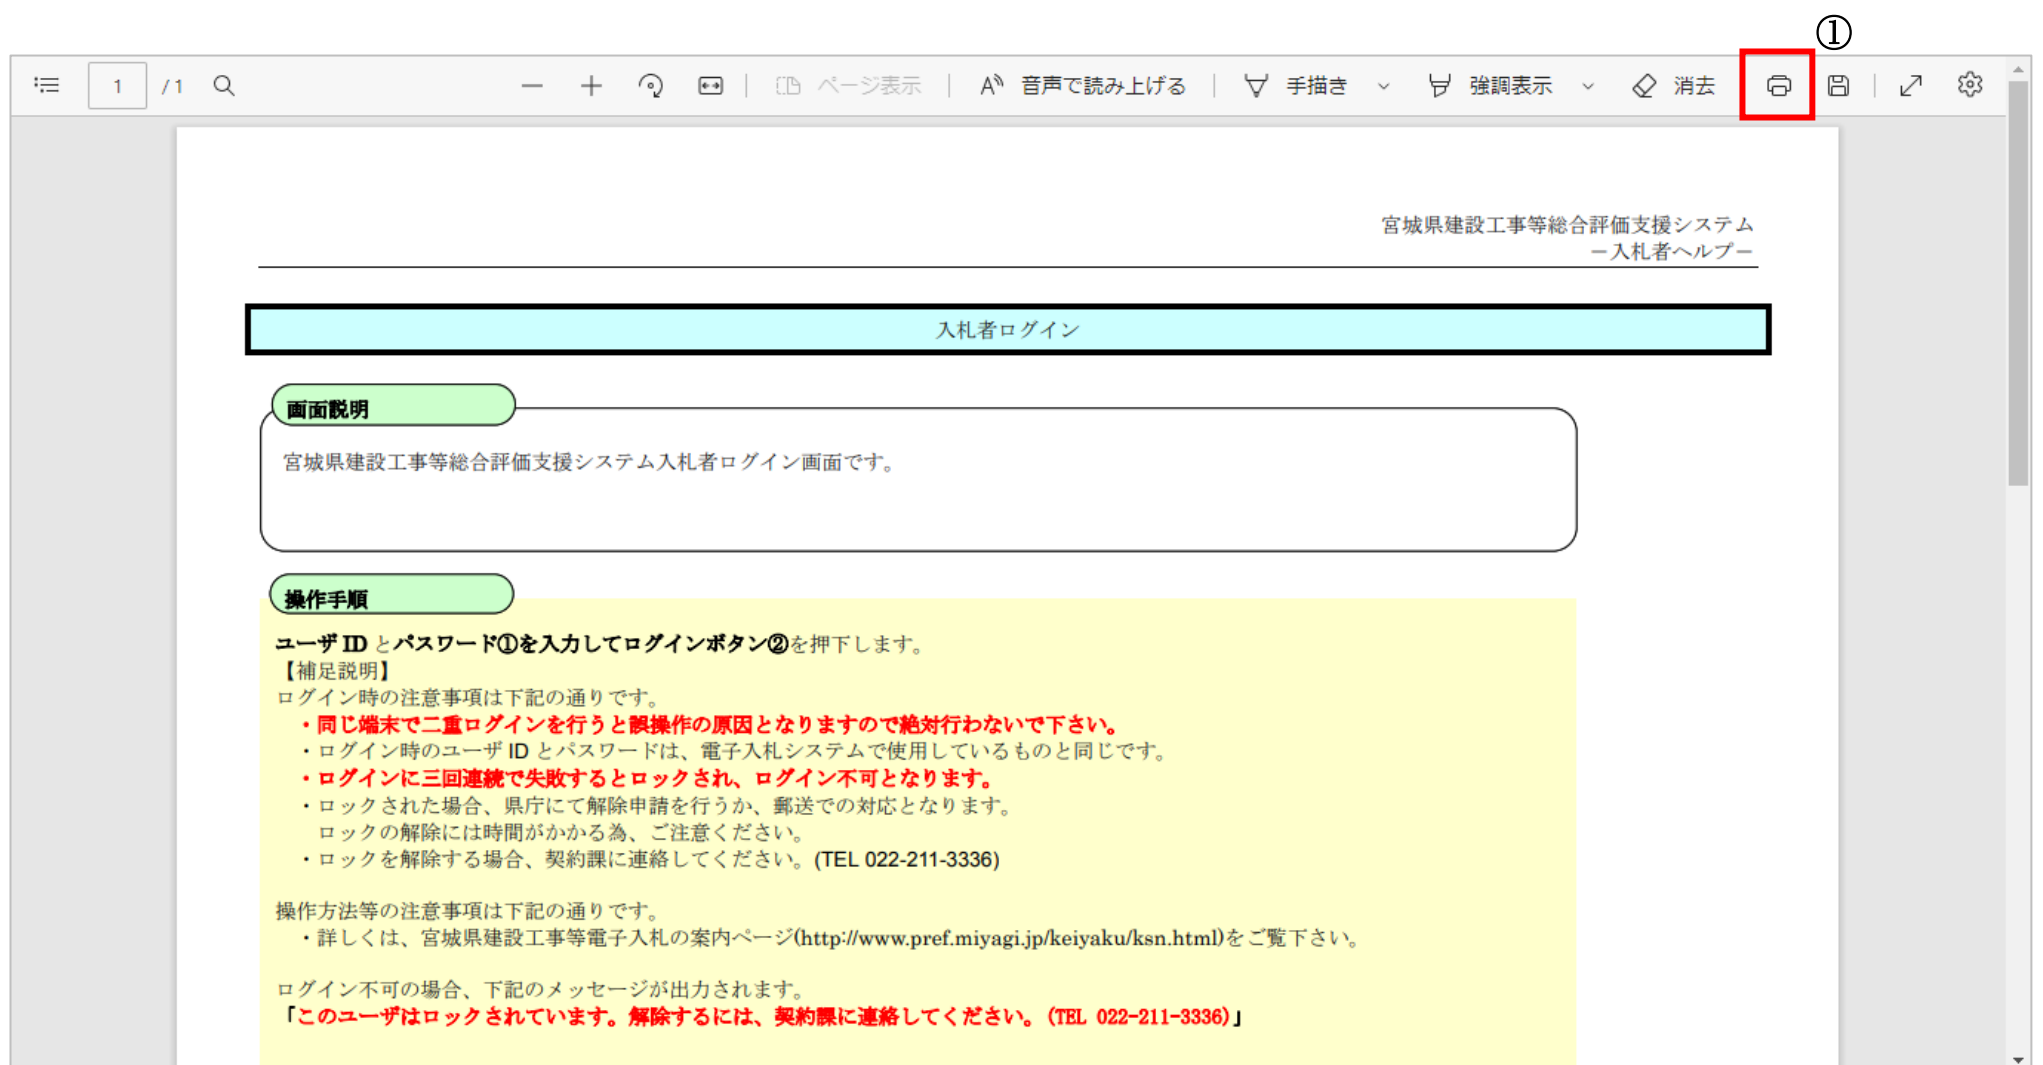 ①
1 /1 ページ表示 音声で読み上げる 手描き 強調表示 消去
宮城県建設工事等総合評価支援システム
－入札者ヘルプ－
入札者ログイン
画面説明
宮城県建設工事等総合評価支援システム入札者ログイン画面です。
操作手順
ユーザ ID とパスワード①を入力してログインボタン②を押下します。
【補足説明】
ログイン時の注意事項は下記の通りです。
・同じ端末で二重ログインを行うと誤操作の原因となりますので絶対行わないで下さい。
・ログイン時のユーザ ID とパスワードは、電子入札システムで使用しているものと同じです。
・ログインに三回連続で失敗するとロックされ、ログイン不可となります。
・ロックされた場合、県庁にて解除申請を行うか、郵送での対応となります。
ロックの解除には時間がかかる為、ご注意ください。
・ロックを解除する場合、契約課に連絡してください。(TEL 022-211-3336)
操作方法等の注意事項は下記の通りです。
・詳しくは、宮城県建設工事等電子入札の案内ページ(http://www.pref.miyagi.jp/keiyaku/ksn.html)をご覧下さい。
ログイン不可の場合、下記のメッセージが出力されます。
「このユーザはロックされています。解除するには、契約課に連絡してください。(TEL 022-211-3336)」